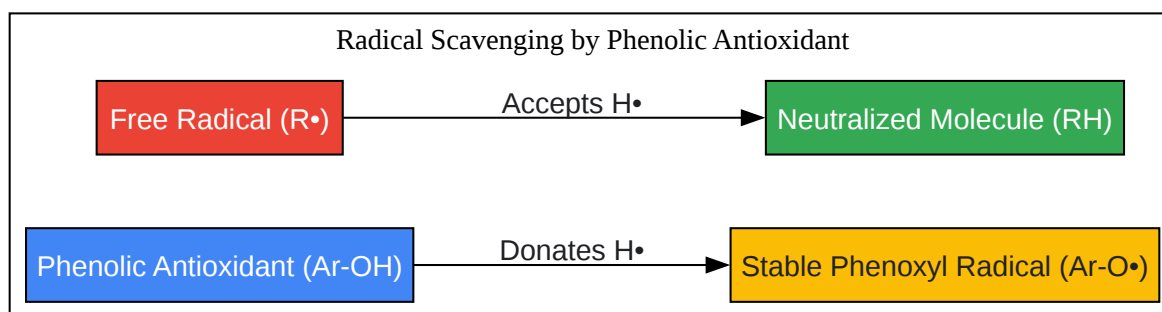 Radical Scavenging by Phenolic Antioxidant
Free Radical (R•)
Accepts H•
Neutralized Molecule (RH)
Phenolic Antioxidant (Ar-OH)
Donates H•
Stable Phenoxyl Radical (Ar-O•)